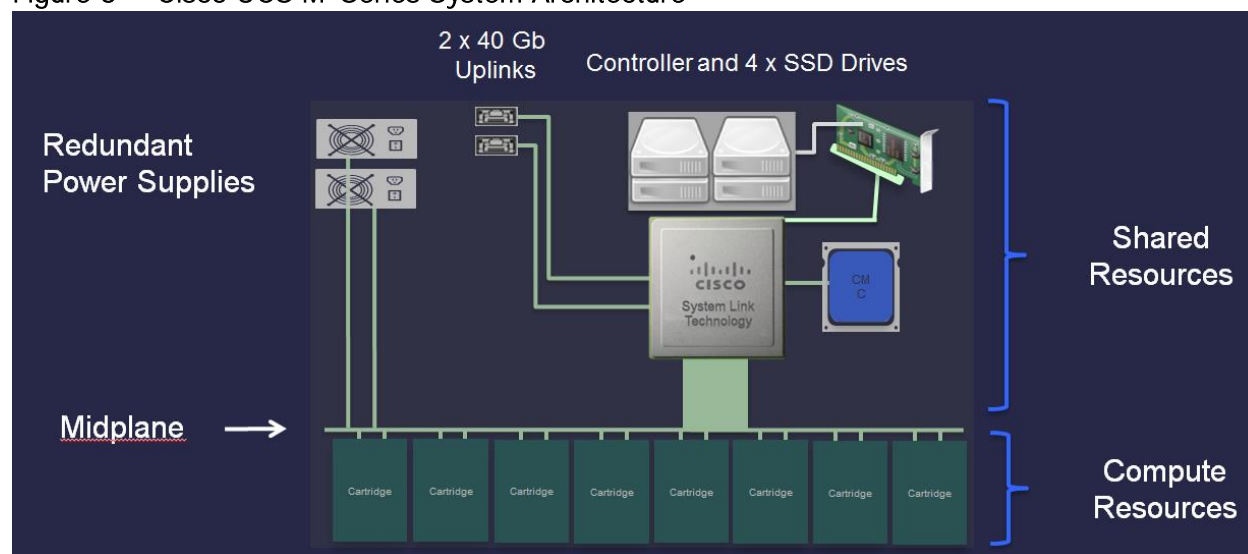 2 x 40 Gb
Uplinks
Controller and 4 x SSD Drives
Redundant
Power Supplies
CISCO
System Link
Technology
CM
C
Shared
Resources
Midplane
Cartridge
Cartridge
Cartridge
Cartridge
Cartridge
Cartridge
Cartridge
Cartridge
Compute
Resources